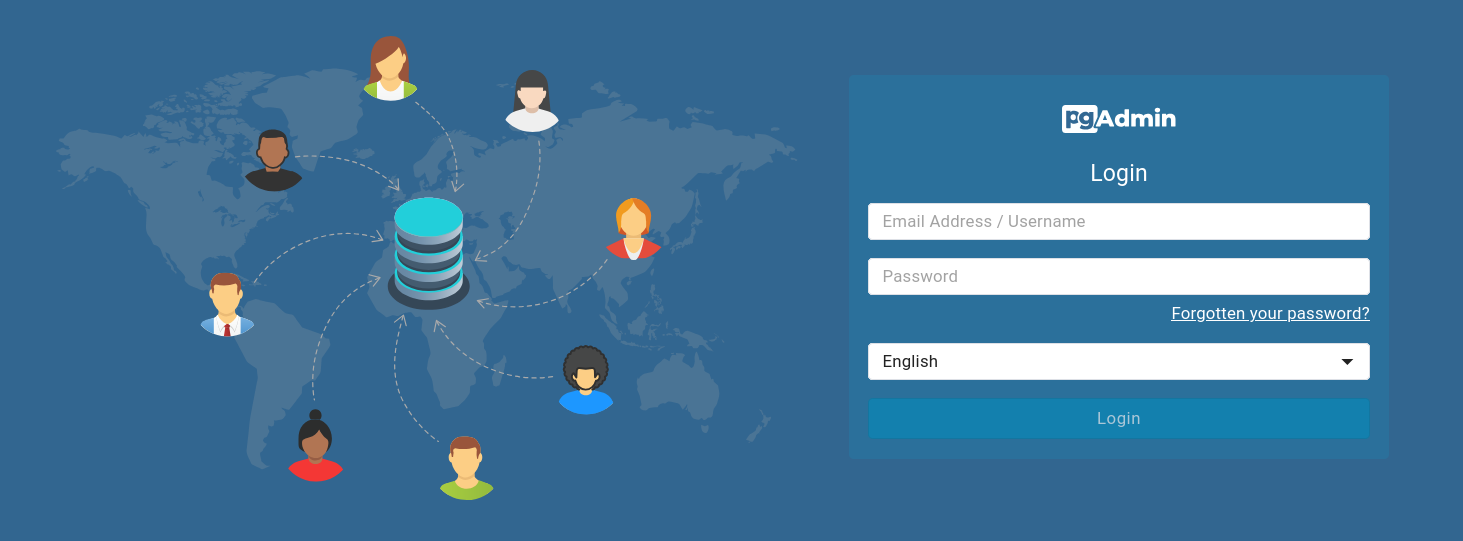 pgAdmin
Login
Email Address / Username
Password
Forgotten your password?
English
Login